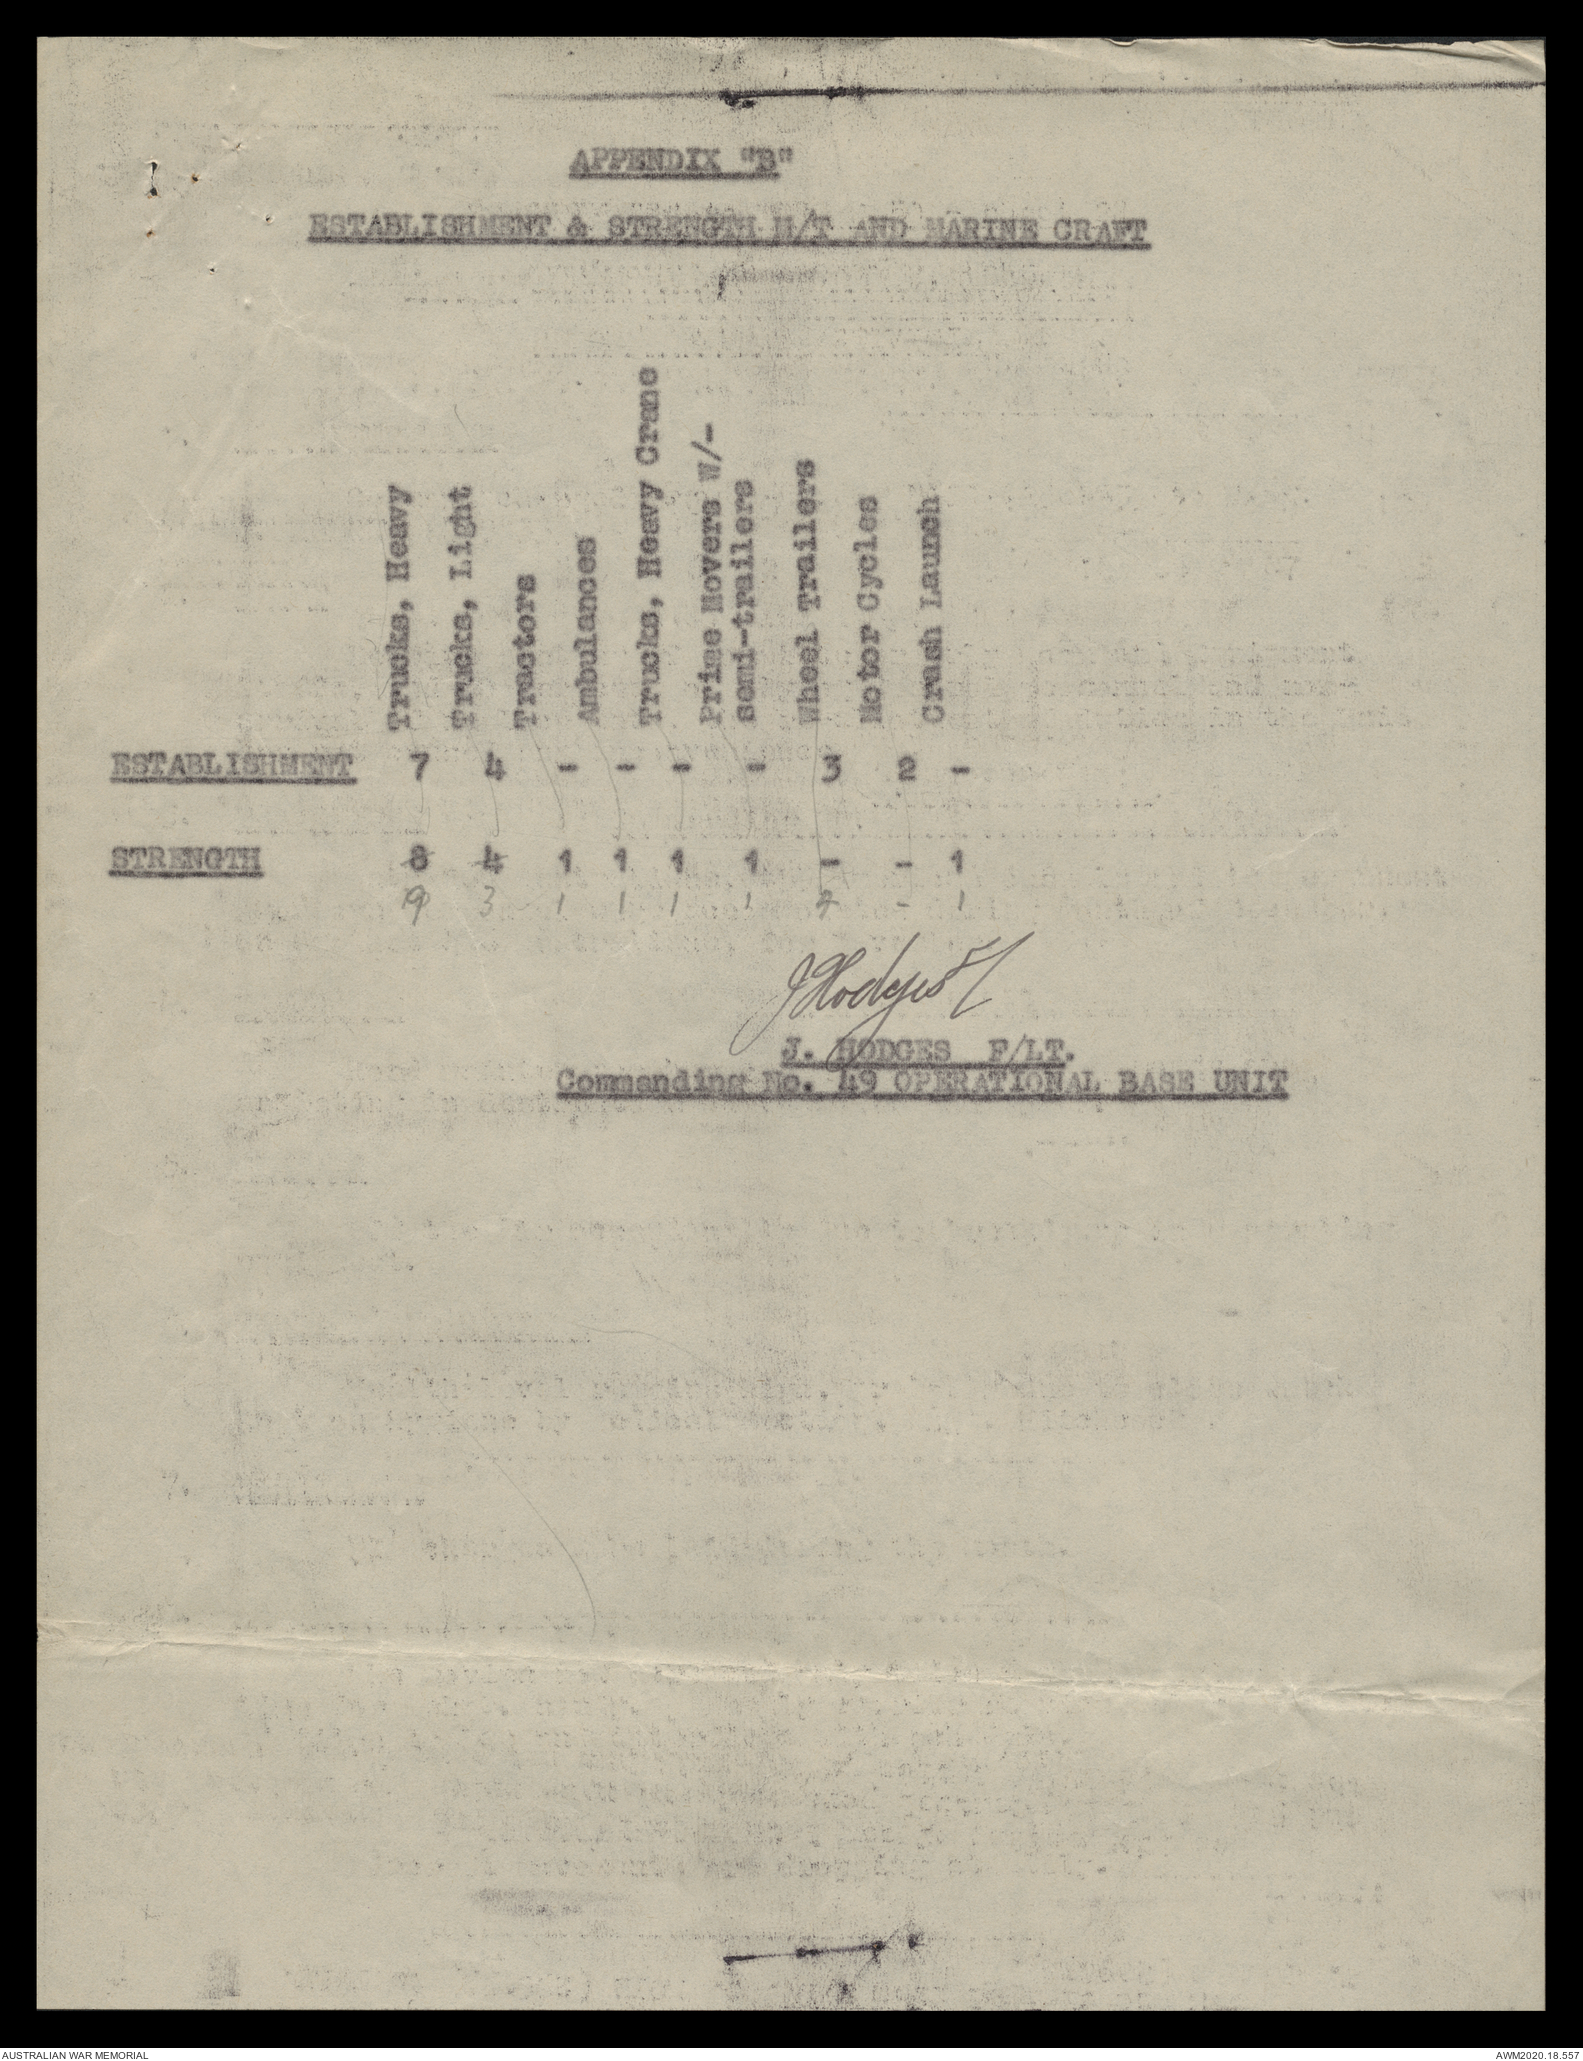 APPENDIX "B"
ESTABLISHMENT & STRENGTH M/T AND MARINE CRAFT
Trucks, Heavy
Trucks, Light
Tractors
Ambulances
Trucks, Heavy Crane
Prime Movers W/-
semi-trailers
Wheel Trailers
Motor Cycles
Crash Launch
ESTABLISHMENT 7 4 - - - - 3 2 -
STRENGTH 8 4 1 1 1 1 - - 1
9 3 1 1 1 1 - 1
JHodges F/
J. HODGES F/LT.
Commanding No. 49 OPERATIONAL BASE UNIT
AUSTRALIAN WAR MEMORIAL
AWM2020.18.557